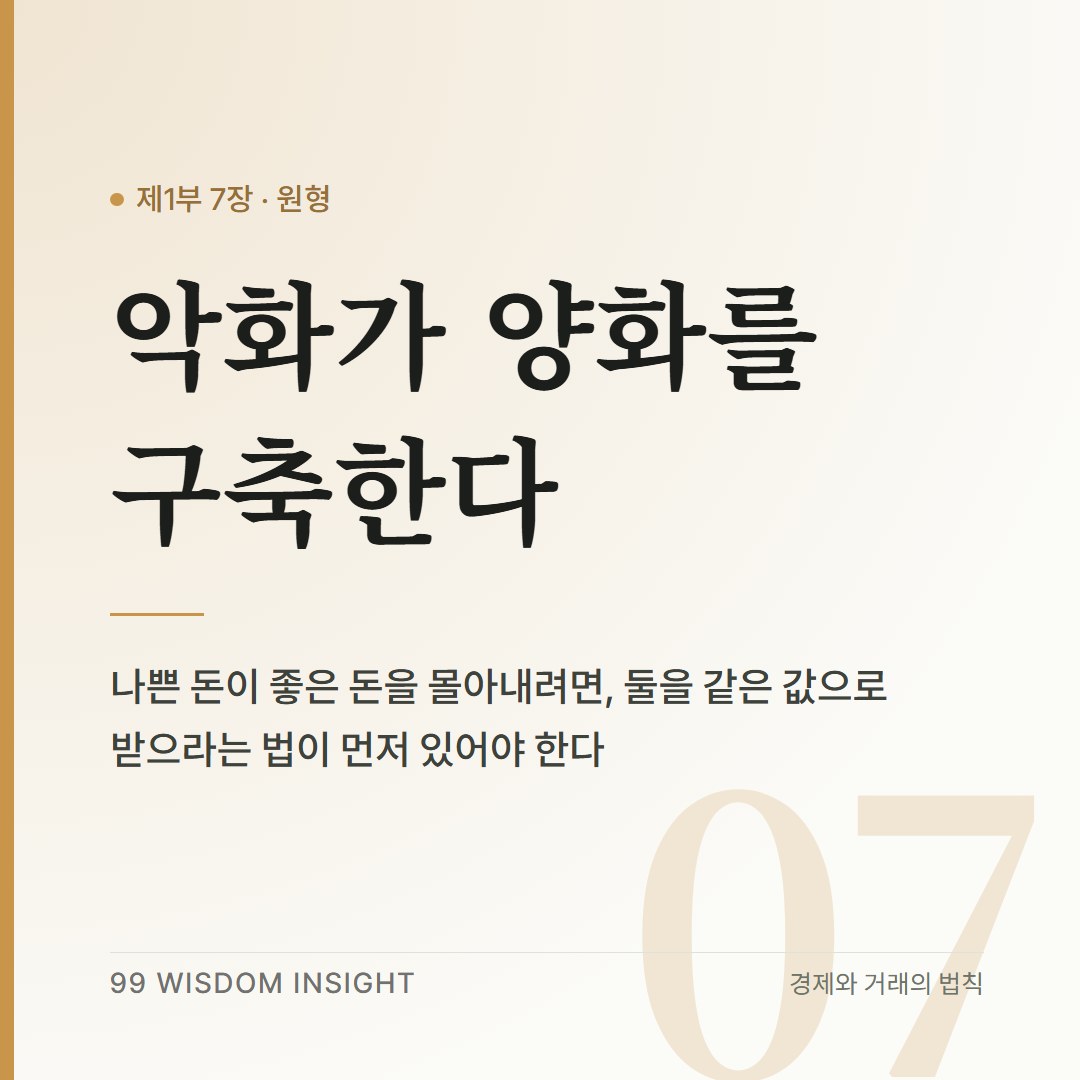 제1부 7장 · 원형
악화가 양화를
구축한다
나쁜 돈이 좋은 돈을 몰아내려면, 둘을 같은 값으로
받으라는 법이 먼저 있어야 한다
07
99 WISDOM INSIGHT
경제와 거래의 법칙